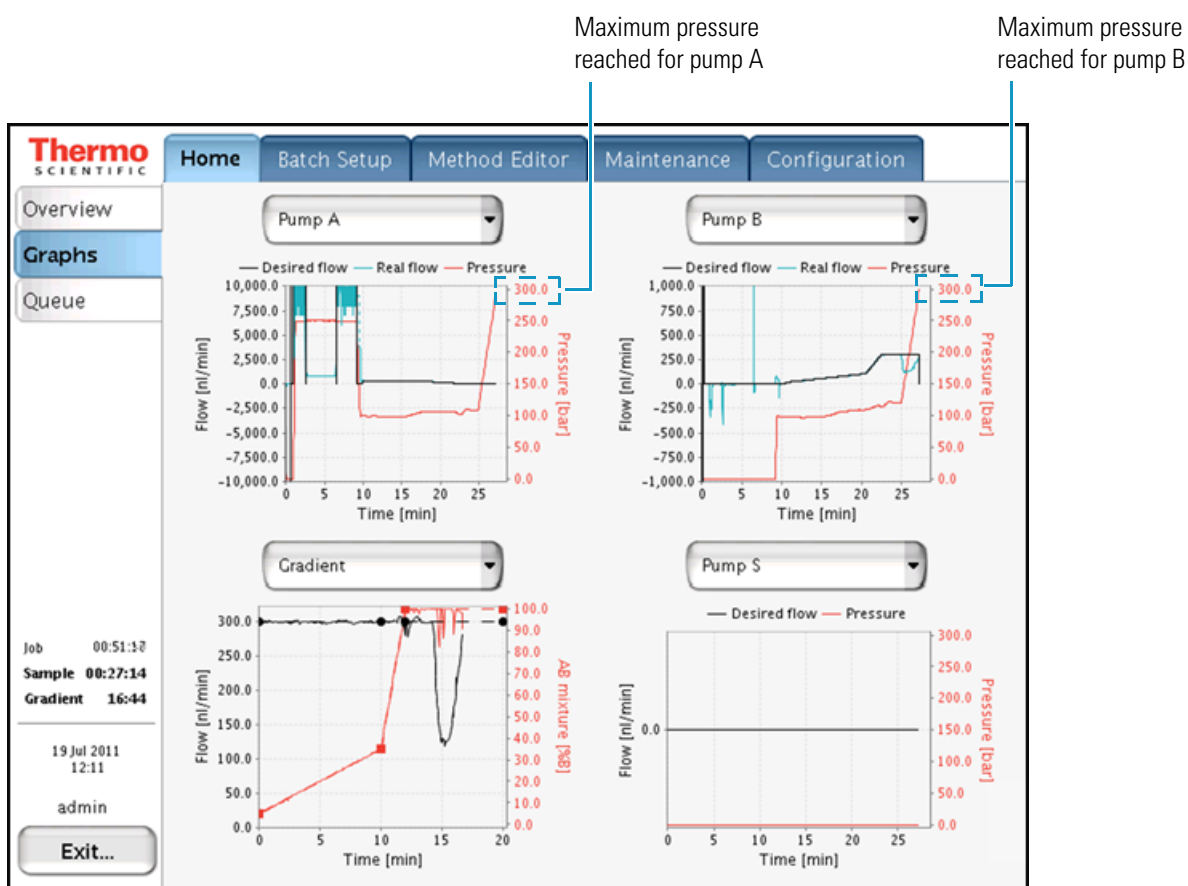 Maximum pressure
reached for pump A
Maximum pressure
reached for pump B
Thermo
SCIENTIFIC
Home
Batch Setup
Method Editor
Maintenance
Configuration
Overview
Graphs
Queue
Pump A
Desired flow
Real flow
Pressure
10,000.0
7,500.0
5,000.0
2,500.0
0.0
-2,500.0
-5,000.0
-7,500.0
-10,000.0
Flow [nl/min]
300.0
250.0
200.0
150.0
100.0
50.0
0.0
Pressure [bar]
0 5 10 15 20 25
Time [min]
Pump B
Desired flow
Real flow
Pressure
1,000.0
750.0
500.0
250.0
0.0
-250.0
-500.0
-750.0
-1,000.0
Flow [nl/min]
300.0
250.0
200.0
150.0
100.0
50.0
0.0
Pressure [bar]
0 5 10 15 20 25
Time [min]
Gradient
300.0
250.0
200.0
150.0
100.0
50.0
0.0
Flow [nl/min]
100.0
90.0
80.0
70.0
60.0
50.0
40.0
30.0
20.0
10.0
0.0
AB mixture [%B]
0 5 10 15 20
Time [min]
Pump S
Desired flow
Pressure
0.0
Flow [nl/min]
300.0
250.0
200.0
150.0
100.0
50.0
0.0
Pressure [bar]
0 5 10 15 20 25
Time [min]
Job
Sample 00:27:14
Gradient 16:44
19 Jul 2011
12:11
admin
Exit...